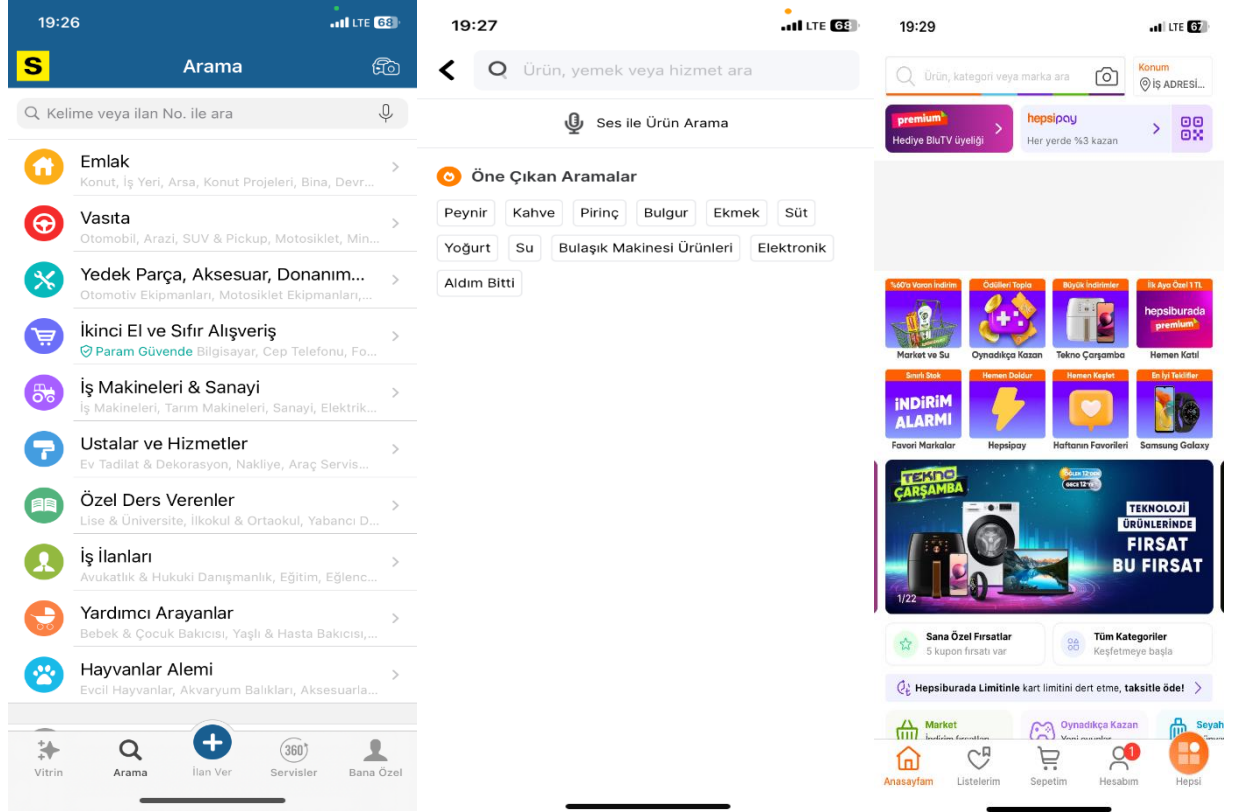 19:26
LTE 68
S
Arama
Kelime veya ilan No. ile ara
Emlak
Konut, İş Yeri, Arsa, Konut Projeleri, Bina, Devr...
Vasıta
Otomobil, Arazi, SUV & Pickup, Motosiklet, Min...
Yedek Parça, Aksesuar, Donanım...
Otomotiv Ekipmanları, Motosiklet Ekipmanları,...
İkinci El ve Sıfır Alışveriş
Param Güvende Bilgisayar, Cep Telefonu, Fo...
İş Makineleri & Sanayi
İş Makineleri, Tarım Makineleri, Sanayi, Elektrik...
Ustalar ve Hizmetler
Ev Tadilat & Dekorasyon, Nakliye, Araç Servis...
Özel Ders Verenler
Lise & Üniversite, İlkokul & Ortaokul, Yabancı D...
İş İlanları
Avukatlık & Hukuki Danışmanlık, Eğitim, Eğlenc...
Yardımcı Arayanlar
Bebek & Çocuk Bakıcısı, Yaşlı & Hasta Bakıcısı,...
Hayvanlar Alemi
Evcil Hayvanlar, Akvaryum Balıkları, Aksesuarla...
360°
Vitrin Arama İlan Ver Servisler Bana Özel
19:27
LTE 68
Ürün, yemek veya hizmet ara
Ses ile Ürün Arama
Öne Çıkan Aramalar
Peynir Kahve Pirinç Bulgur Ekmek Süt
Yoğurt Su Bulaşık Makinesi Ürünleri Elektronik
Aldım Bitti
19:29
LTE 67
Ürün, kategori veya marka ara
Konum
İŞ ADRESİ...
premium
Hediye BluTV üyeliği
hepsipay
Her yerde %3 kazan
%60'a Varan İndirim Ödülleri Topla Büyük İndirimler İlk Aya Özel 1 TL
hepsiburada
premium
Market ve Su Oynadıkça Kazan Tekno Çarşamba Hemen Katıl
Sınırlı Stok Hemen Doldur Hemen Keşfet En İyi Teklifler
İNDİRİM
ALARMI
Favori Markalar Hepsipay Haftanın Favorileri Samsung Galaxy
TEKNO
ÇARŞAMBA
GECE 12'YE
TEKNOLOJİ
ÜRÜNLERİNDE
FIRSAT
BU FIRSAT
1/22
Sana Özel Fırsatlar
5 kupon fırsatı var
Tüm Kategoriler
Keşfetmeye başla
Hepsiburada Limitinle kart limitini dert etme, taksitle öde!
Market
Oynadıkça Kazan
Seyah
1
Anasayfam Listelerim Sepetim Hesabım Hepsi